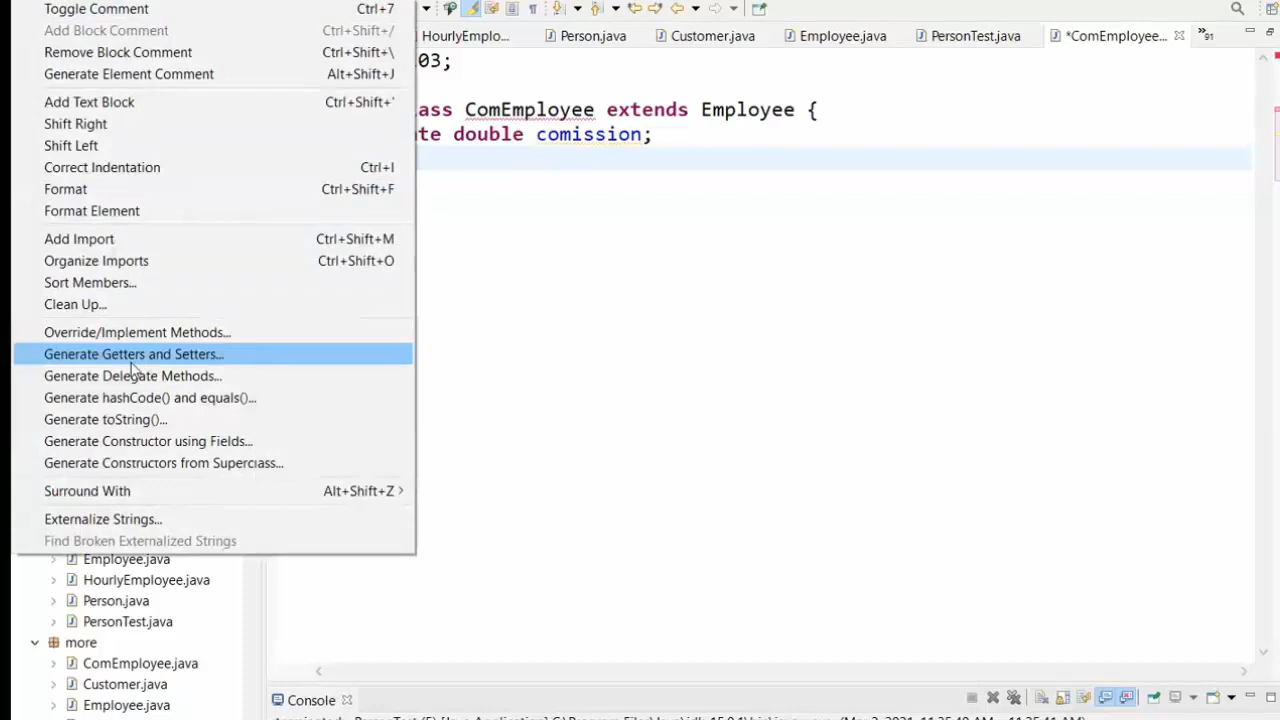 Toggle Comment Ctrl+7
Add Block Comment Ctrl+Shift+/
Remove Block Comment Ctrl+Shift+\
Generate Element Comment Alt+Shift+J
Add Text Block Ctrl+Shift+'
Shift Right
Shift Left
Correct Indentation Ctrl+I
Format Ctrl+Shift+F
Format Element
Add Import Ctrl+Shift+M
Organize Imports Ctrl+Shift+O
Sort Members...
Clean Up...
Override/Implement Methods...
Generate Getters and Setters...
Generate Delegate Methods...
Generate hashCode() and equals()...
Generate toString()...
Generate Constructor using Fields...
Generate Constructors from Superclass...
Surround With Alt+Shift+Z
Externalize Strings...
Find Broken Externalized Strings
HourlyEmplo... Person.java Customer.java Employee.java PersonTest.java *ComEmployee... 91
03;
ass ComEmployee extends Employee {
te double comission;
Employee.java
HourlyEmployee.java
Person.java
PersonTest.java
more
ComEmployee.java
Customer.java
Employee.java
Console